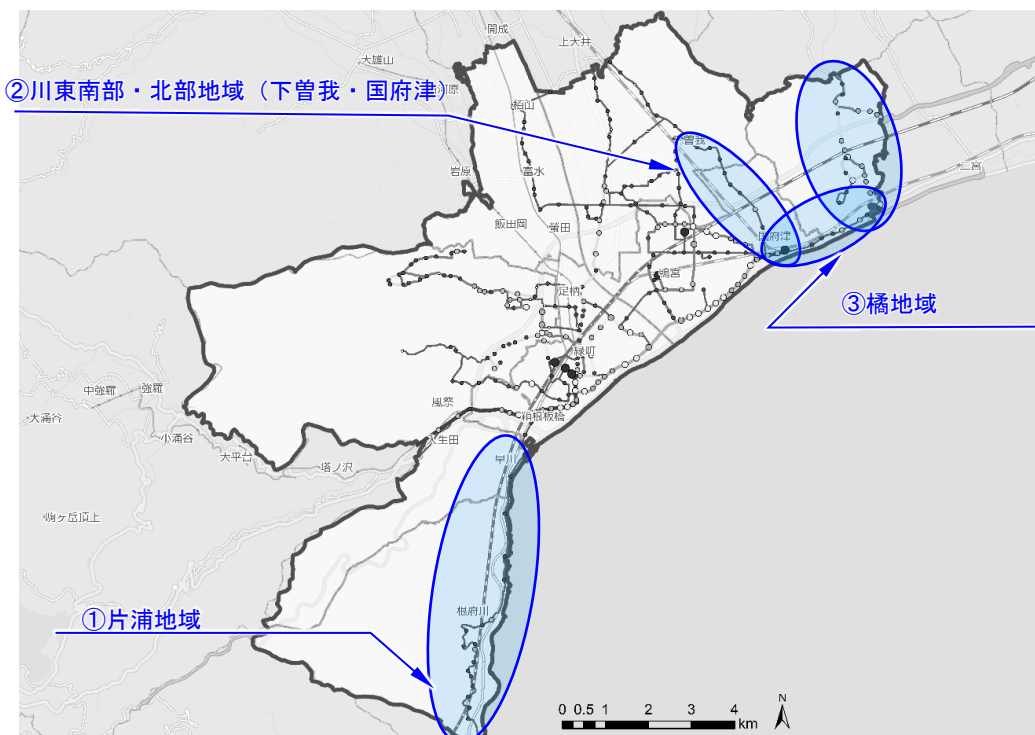 開成
上大井
大雄山
②川東南部・北部地域（下曽我・国府津）
栢山
曽我
二宮
岩原
富水
飯田岡
螢田
国府津
鴨宮
足柄
③橘地域
緑町
中強羅
強羅
風祭
箱根板橋
大涌谷
小涌谷
入生田
大平台
早川
塔ノ沢
駒ヶ岳頂上
根府川
①片浦地域
N
0 0.5 1 2 3 4
km